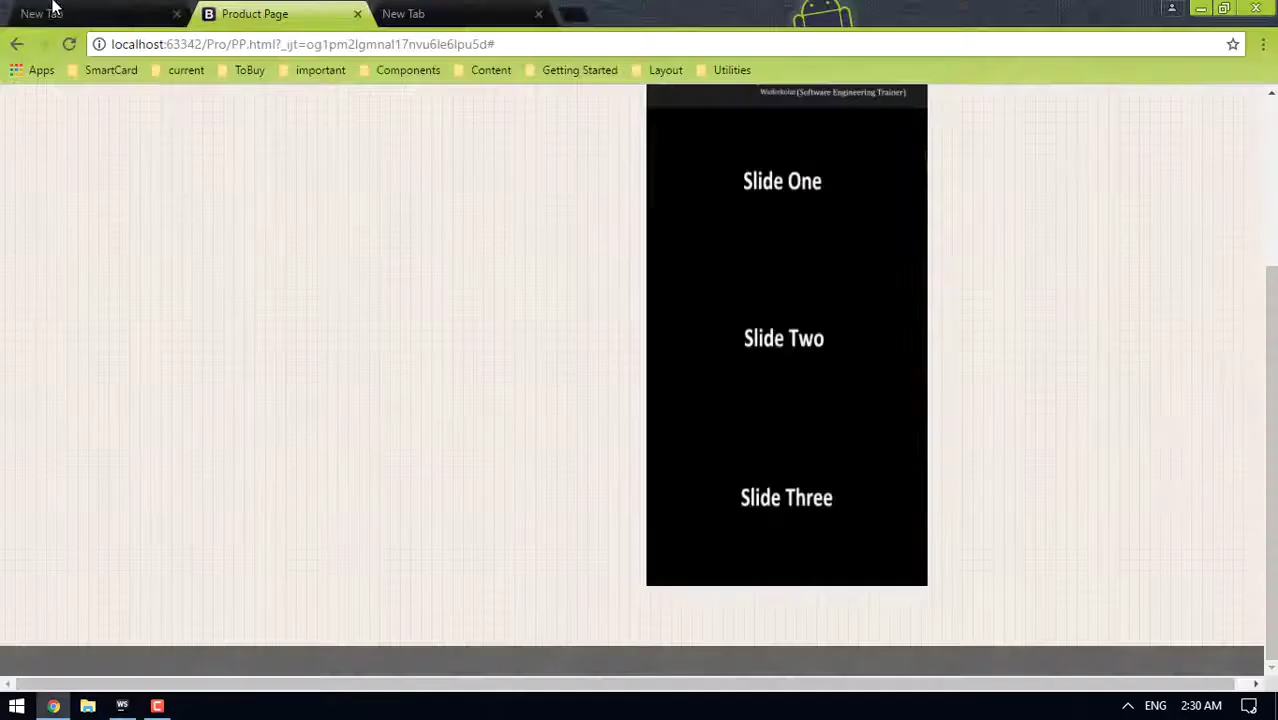 New Tab
Product Page
New Tab
localhost:63342/Pro/PP.html?_ijt=og1pm2lgmnal17nvu6le6lpu5d#
Apps
SmartCard
current
ToBuy
important
Components
Content
Getting Started
Layout
Utilities
(Software Engineering Trainer)
Slide One
Slide Two
Slide Three
WS
ENG
2:30 AM